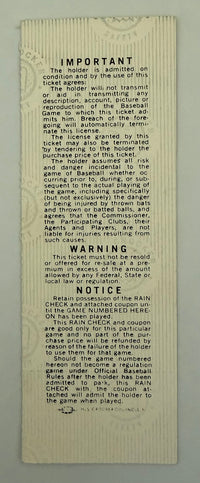 IMPORTANT
The holder is admitted on
condition and by the use of this
ticket agrees:
The holder will not transmit
or aid in transmitting any
description, account, picture or
reproduction of the Baseball
Game to which this ticket ad-
mits him. Breach of the fore-
going will automatically termi-
nate this license.
The license granted by this
ticket may also be terminated
by tendering to the holder the
purchase price of this ticket.
The holder assumes all risk
and danger incidental to the
game of Baseball whether oc-
curring prior to, during, or sub-
sequent to the actual playing of
the game, including specifically
(but not exclusively) the danger
of being injured by thrown bats
and thrown or batted balls, and
agrees that the Commissioner,
the Participating Clubs, their
Agents and Players, are not
liable for injuries resulting from
such causes.
WARNING
This ticket must not be resold
or offered for re-sale at a pre-
mium in excess of the amount
allowed by any Federal, State or
local law or regulation.
NOTICE
Retain possession of the RAIN
CHECK and attached coupon un-
til the GAME NUMBERED HERE-
ON has been played.
This RAIN CHECK and coupon
are good only for this particular
game and no part of the pur-
chase price will be refunded by
reason of the failure of the holder
to use them for that game.
Should the game numbered
hereon not become a regulation
game under Official Baseball
Rules after the holder has been
admitted to park, this RAIN
CHECK with the coupon at-
tached will admit the holder to
the game when played.